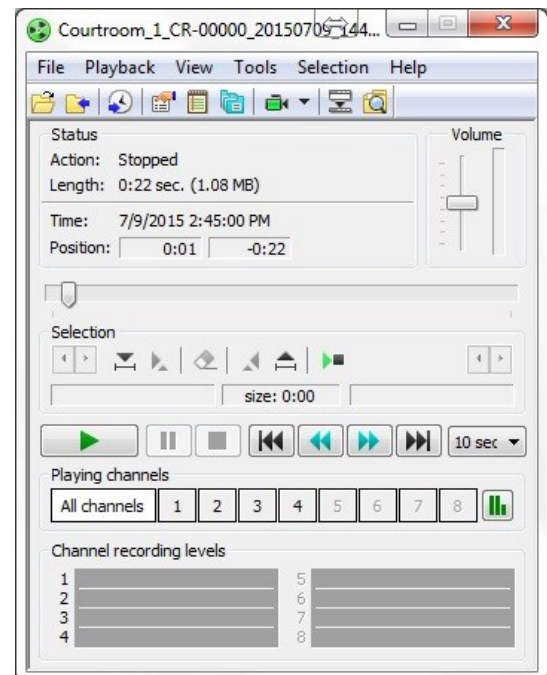 Courtroom_1_CR-00000_20150709_144...
File Playback View Tools Selection Help
Status
Volume
Action: Stopped
Length: 0:22 sec. (1.08 MB)
Time: 7/9/2015 2:45:00 PM
Position: 0:01 -0:22
Selection
size: 0:00
10 sec
Playing channels
All channels 1 2 3 4 5 6 7 8
Channel recording levels
1 5
2 6
3 7
4 8